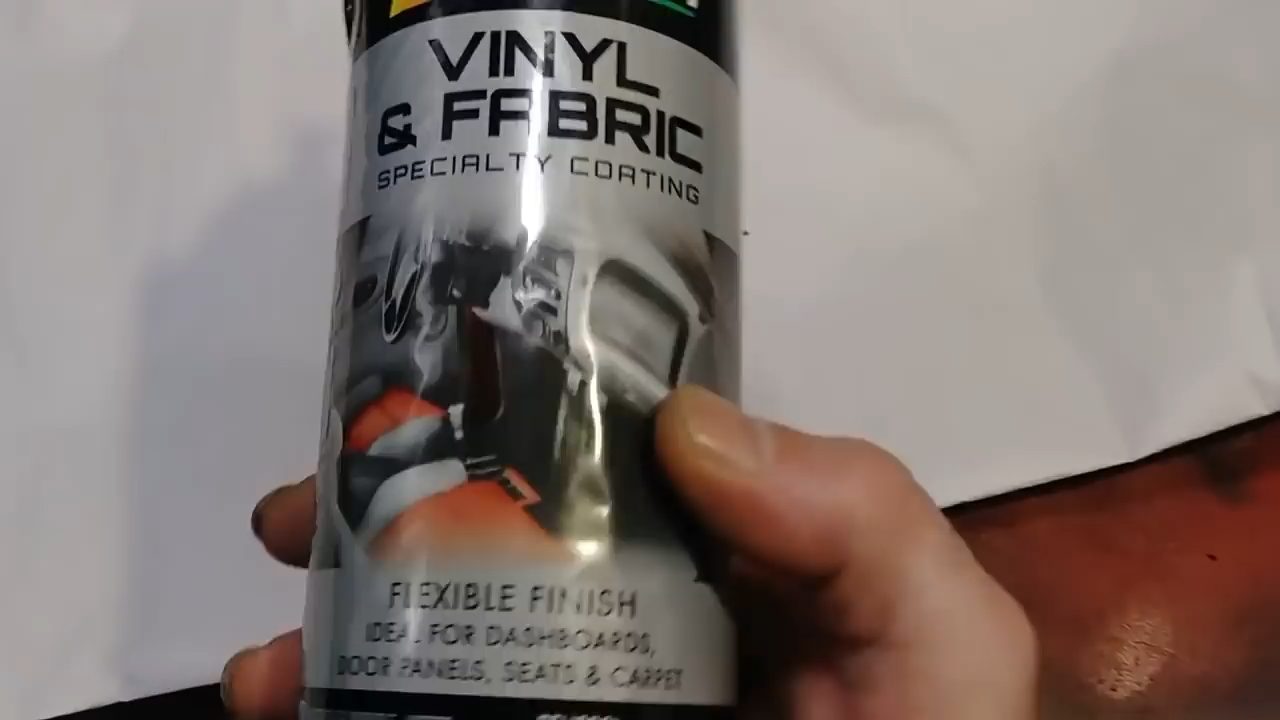 VINYL
& FABRIC
SPECIALTY COATING
FLEXIBLE FINISH
IDEAL FOR DASHBOARDS,
DOOR PANELS, SEATS & CARPET